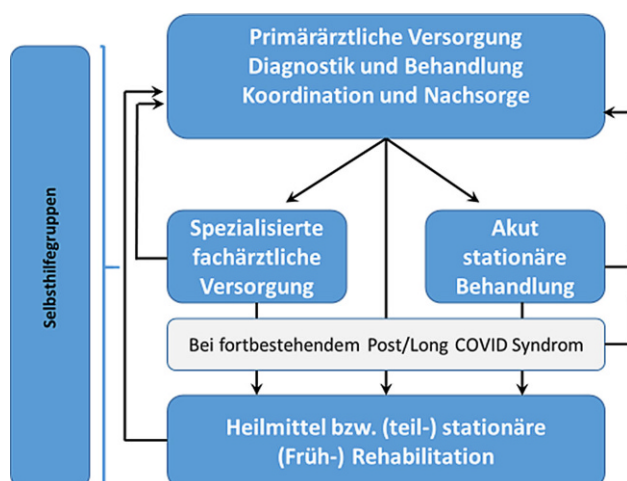 Primärärztliche Versorgung
Diagnostik und Behandlung
Koordination und Nachsorge
Selbsthilfegruppen
Spezialisierte
fachärztliche
Versorgung
Akut
stationäre
Behandlung
Bei fortbestehendem Post/Long COVID Syndrom
Heilmittel bzw. (teil-) stationäre
(Früh-) Rehabilitation